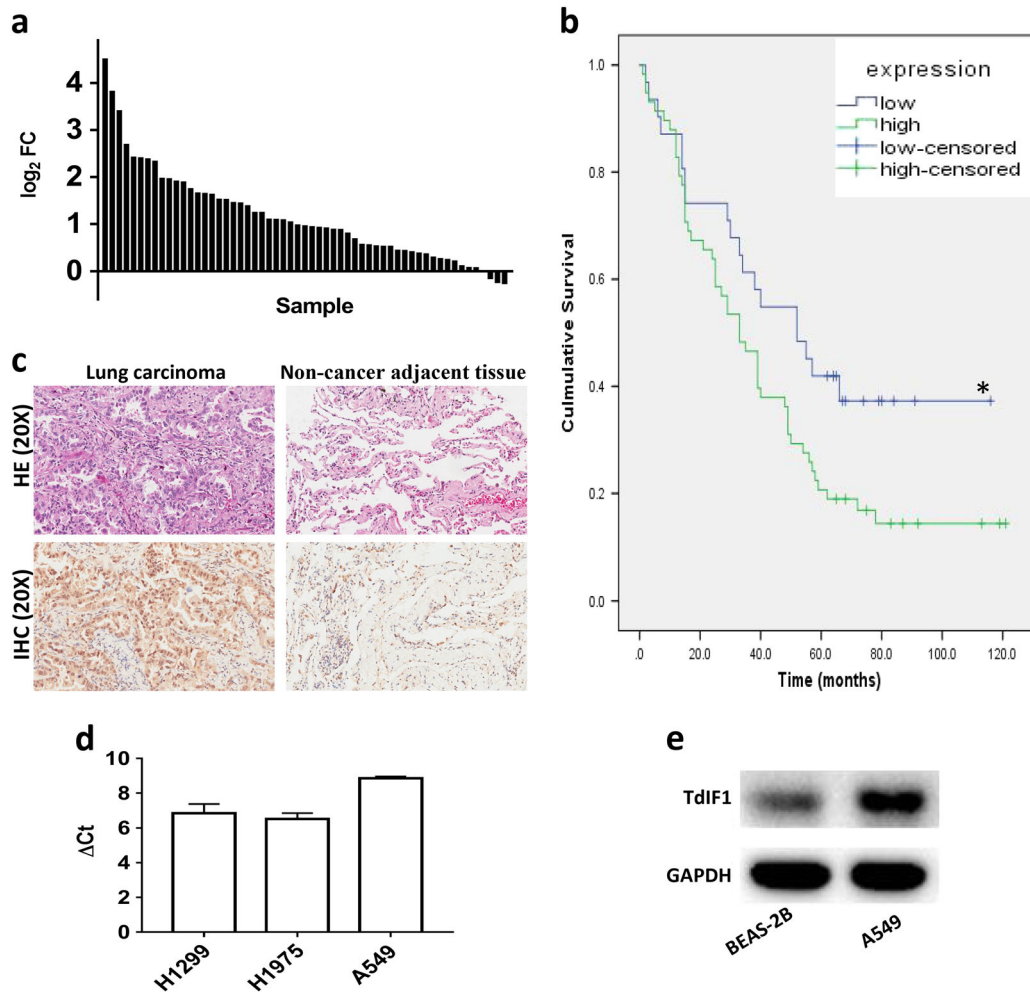 a
log2 FC
4
3
2
1
0
Sample
b
Culmulative Survival
1.0
0.8
0.6
0.4
0.2
0.0
.0 20.0 40.0 60.0 80.0 100.0 120.0
Time (months)
expression
low
high
low-censored
high-censored
*
c
Lung carcinoma Non-cancer adjacent tissue
HE (20X)
IHC (20X)
d
ΔCt
10
8
6
4
2
0
H1299 H1975 A549
e
TdIF1
GAPDH
BEAS-2B A549